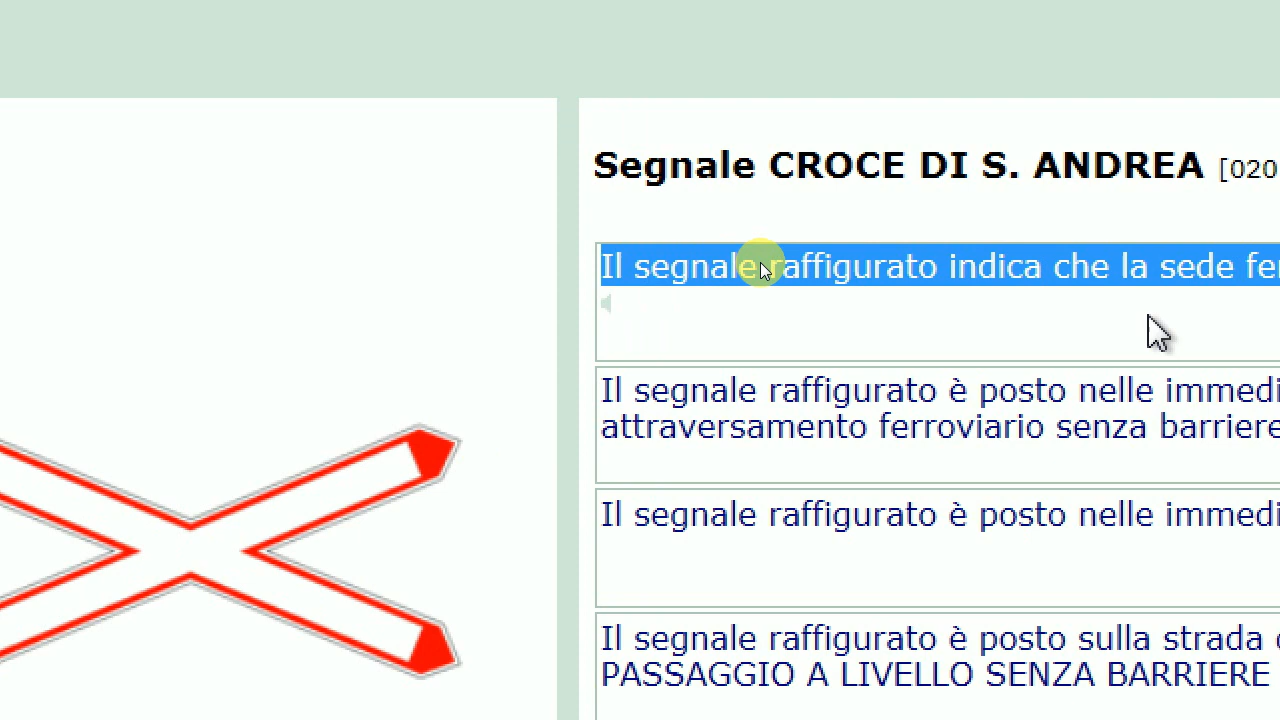 Segnale CROCE DI S. ANDREA [020
Il segnale raffigurato indica che la sede fer
Il segnale raffigurato è posto nelle immedi
attraversamento ferroviario senza barriere
Il segnale raffigurato è posto nelle immedi
Il segnale raffigurato è posto sulla strada
PASSAGGIO A LIVELLO SENZA BARRIERE